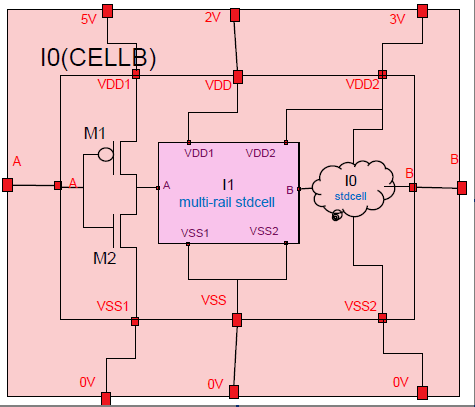 5V
2V
3V
I0(CELLB)
VDD1
VDD
VDD2
M1
VDD1
VDD2
A
B
A
A
I1
multi-rail stdcell
B
I0
stdcell
B
VSS1
VSS2
M2
VSS1
VSS
VSS2
0V
0V
0V